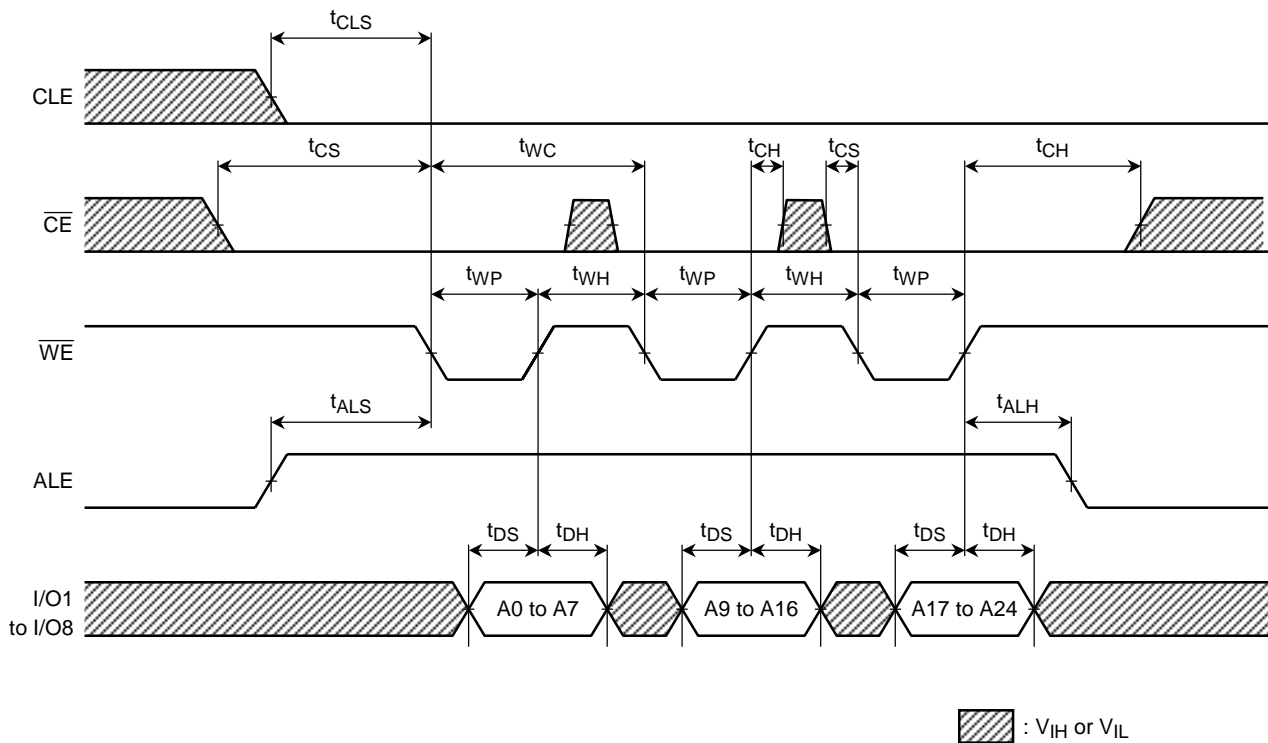 tCLS
CLE
tCS tWC tCH tCS tCH
CE
tWP tWH tWP tWH tWP
WE
tALS tALH
ALE
tDS tDH tDS tDH tDS tDH
I/O1
to I/O8
A0 to A7 A9 to A16 A17 to A24
: VIH or VIL